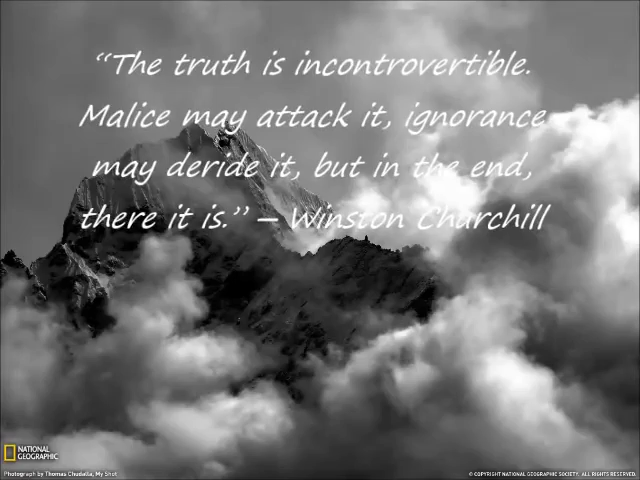 “The truth is incontrovertible.
Malice may attack it, ignorance
may deride it, but in the end,
there it is.” – Winston Churchill
NATIONAL
GEOGRAPHIC
Photograph by Thomas Chudalla, My Shot
© COPYRIGHT NATIONAL GEOGRAPHIC SOCIETY. ALL RIGHTS RESERVED.